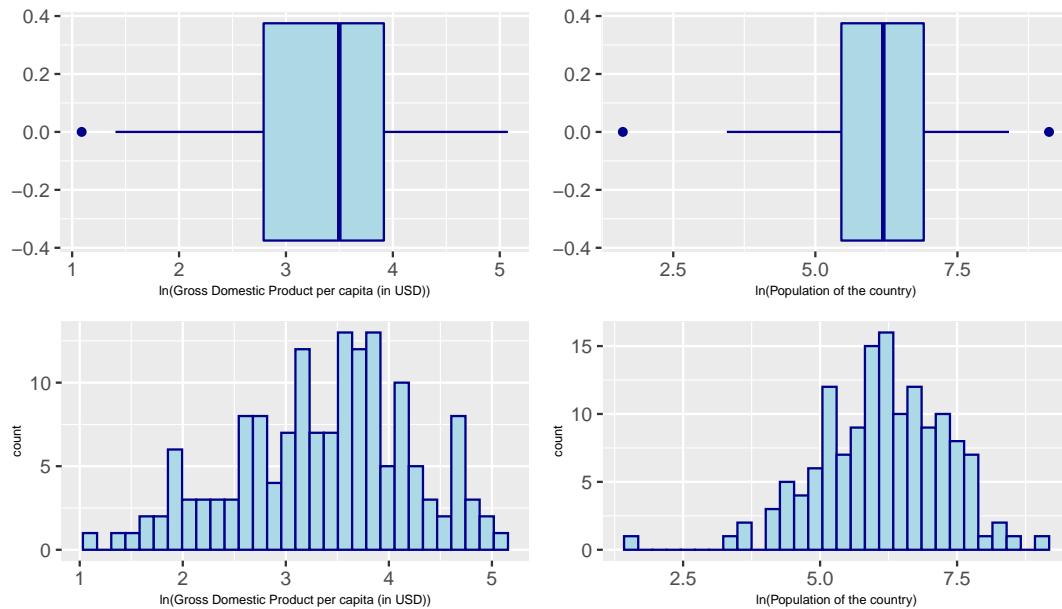 0.4
0.2
0.0
−0.2
−0.4
1 2 3 4 5
ln(Gross Domestic Product per capita (in USD))
0.4
0.2
0.0
−0.2
−0.4
2.5 5.0 7.5
ln(Population of the country)
count
10
5
0
1 2 3 4 5
ln(Gross Domestic Product per capita (in USD))
count
15
10
5
0
2.5 5.0 7.5
ln(Population of the country)